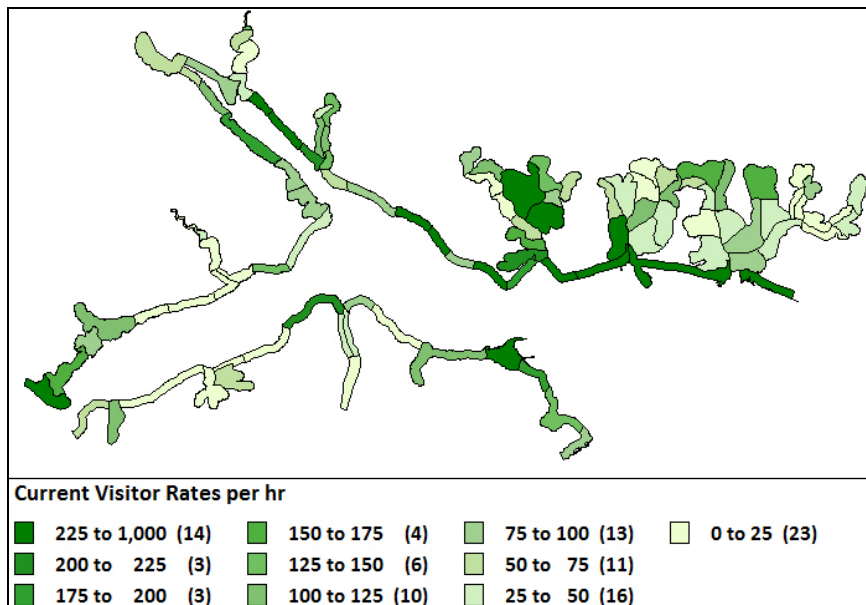 Current Visitor Rates per hr
225 to 1,000 (14) 150 to 175 (4) 75 to 100 (13) 0 to 25 (23)
200 to 225 (3) 125 to 150 (6) 50 to 75 (11)
175 to 200 (3) 100 to 125 (10) 25 to 50 (16)